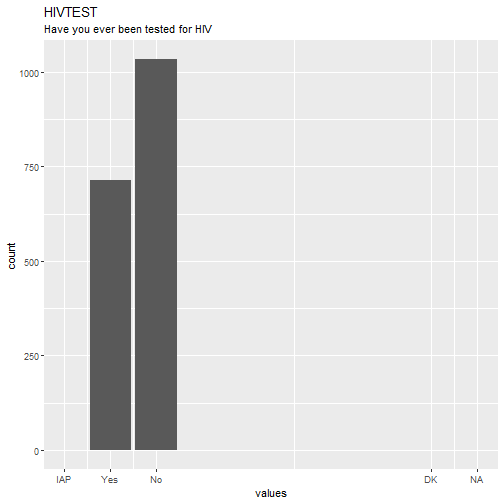 HIVTEST
Have you ever been tested for HIV
1000
750
500
250
0
count
IAP Yes No DK NA
values